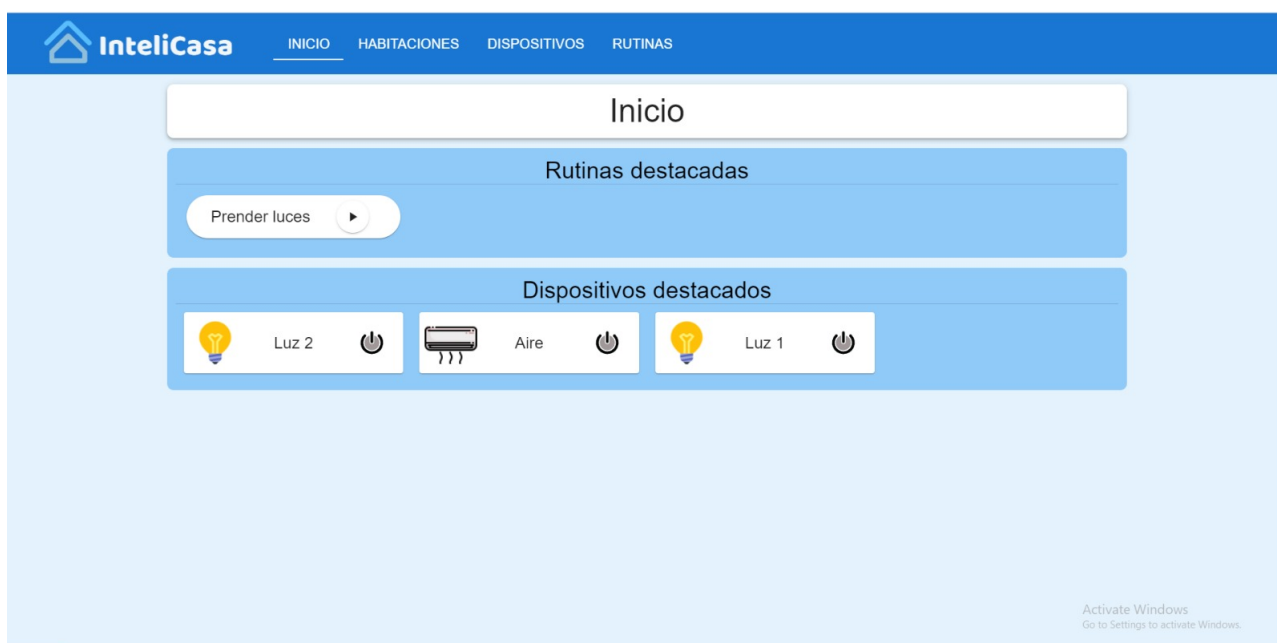 InteliCasa INICIO HABITACIONES DISPOSITIVOS RUTINAS
Inicio
Rutinas destacadas
Prender luces
Dispositivos destacados
Luz 2 Aire Luz 1
Activate Windows
Go to Settings to activate Windows.